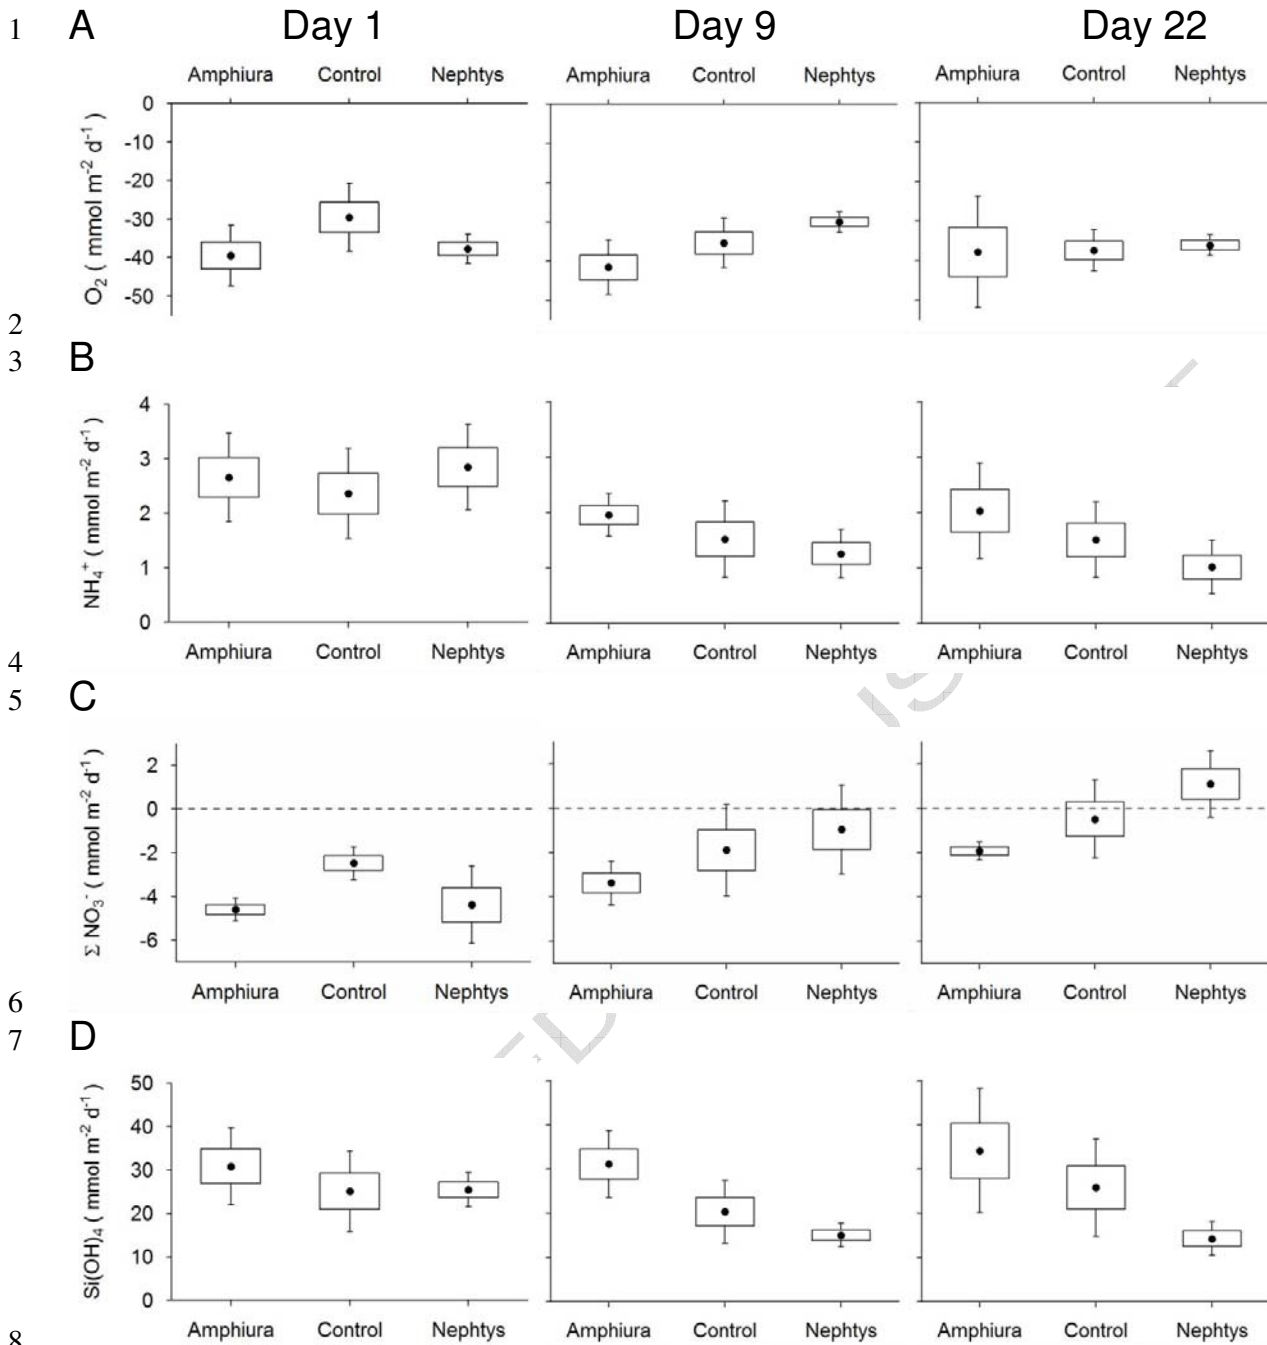 1 A Day 1 Day 9 Day 22
Amphiura Control Nephtys Amphiura Control Nephtys Amphiura Control Nephtys
O₂ ( mmol m⁻² d⁻¹ )
0
-10
-20
-30
-40
-50
2
3 B
NH₄⁺ ( mmol m⁻² d⁻¹ )
4
3
2
1
0
Amphiura Control Nephtys Amphiura Control Nephtys Amphiura Control Nephtys
4
5 C
Σ NO₃⁻ ( mmol m⁻² d⁻¹ )
2
0
-2
-4
-6
Amphiura Control Nephtys Amphiura Control Nephtys Amphiura Control Nephtys
6
7 D
Si(OH)₄ ( mmol m⁻² d⁻¹ )
50
40
30
20
10
0
Amphiura Control Nephtys Amphiura Control Nephtys Amphiura Control Nephtys
8